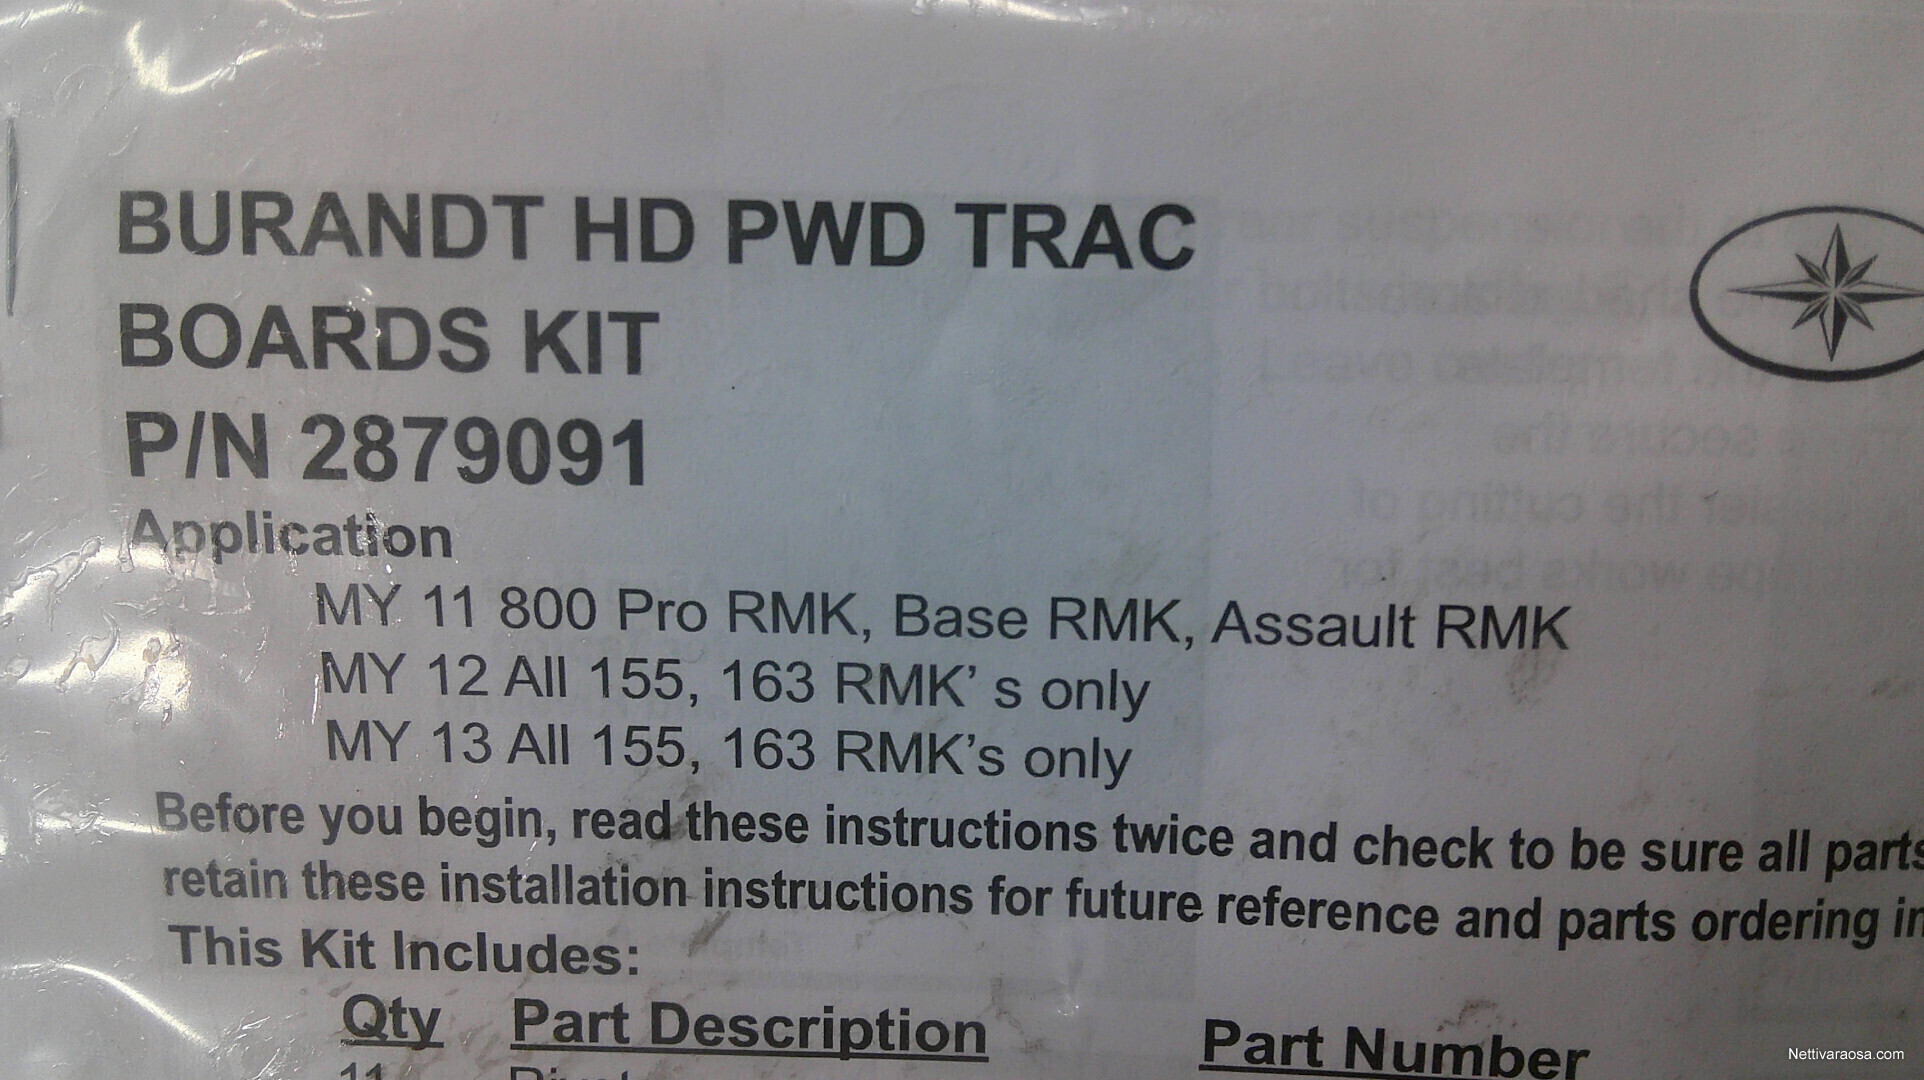 BURANDT HD PWD TRAC
BOARDS KIT
P/N 2879091
Application
MY 11 800 Pro RMK, Base RMK, Assault RMK
MY 12 All 155, 163 RMK' s only
MY 13 All 155, 163 RMK's only
Before you begin, read these instructions twice and check to be sure all parts
retain these installation instructions for future reference and parts ordering in
This Kit Includes:
Qty Part Description Part Number
11
Nettivaraosa.com